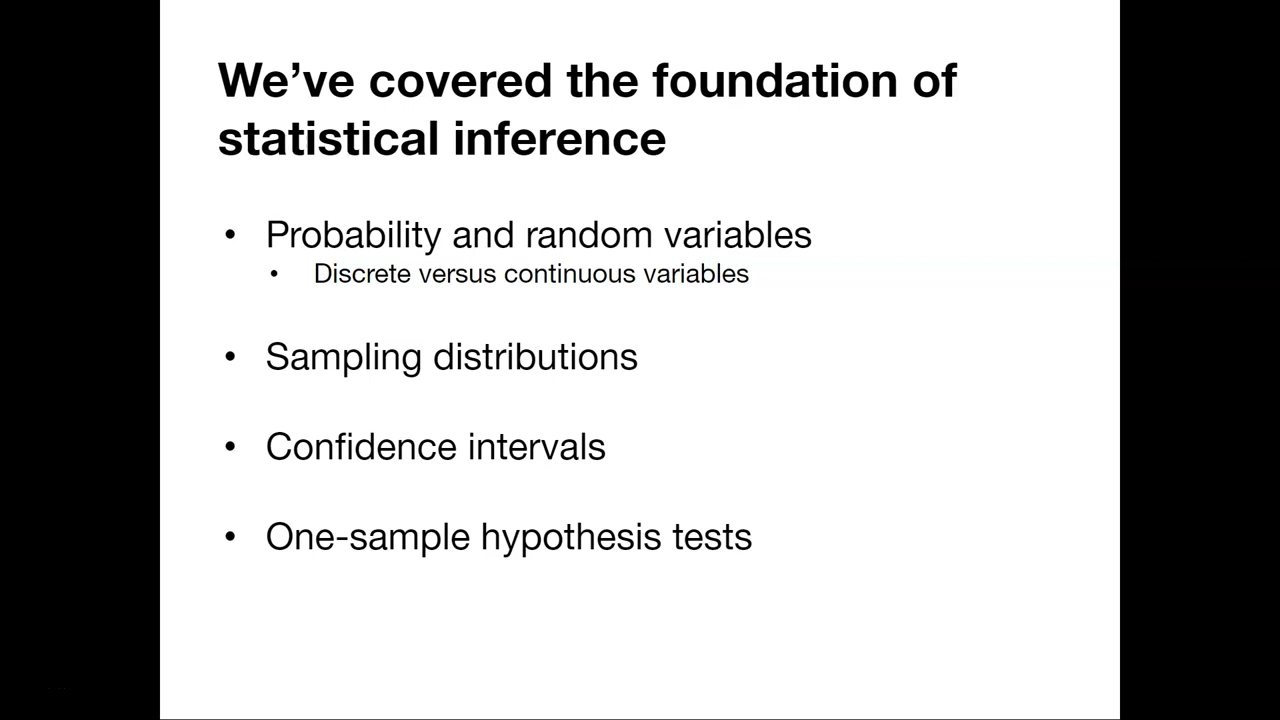 We’ve covered the foundation of
statistical inference
• Probability and random variables
• Discrete versus continuous variables
• Sampling distributions
• Confidence intervals
• One-sample hypothesis tests